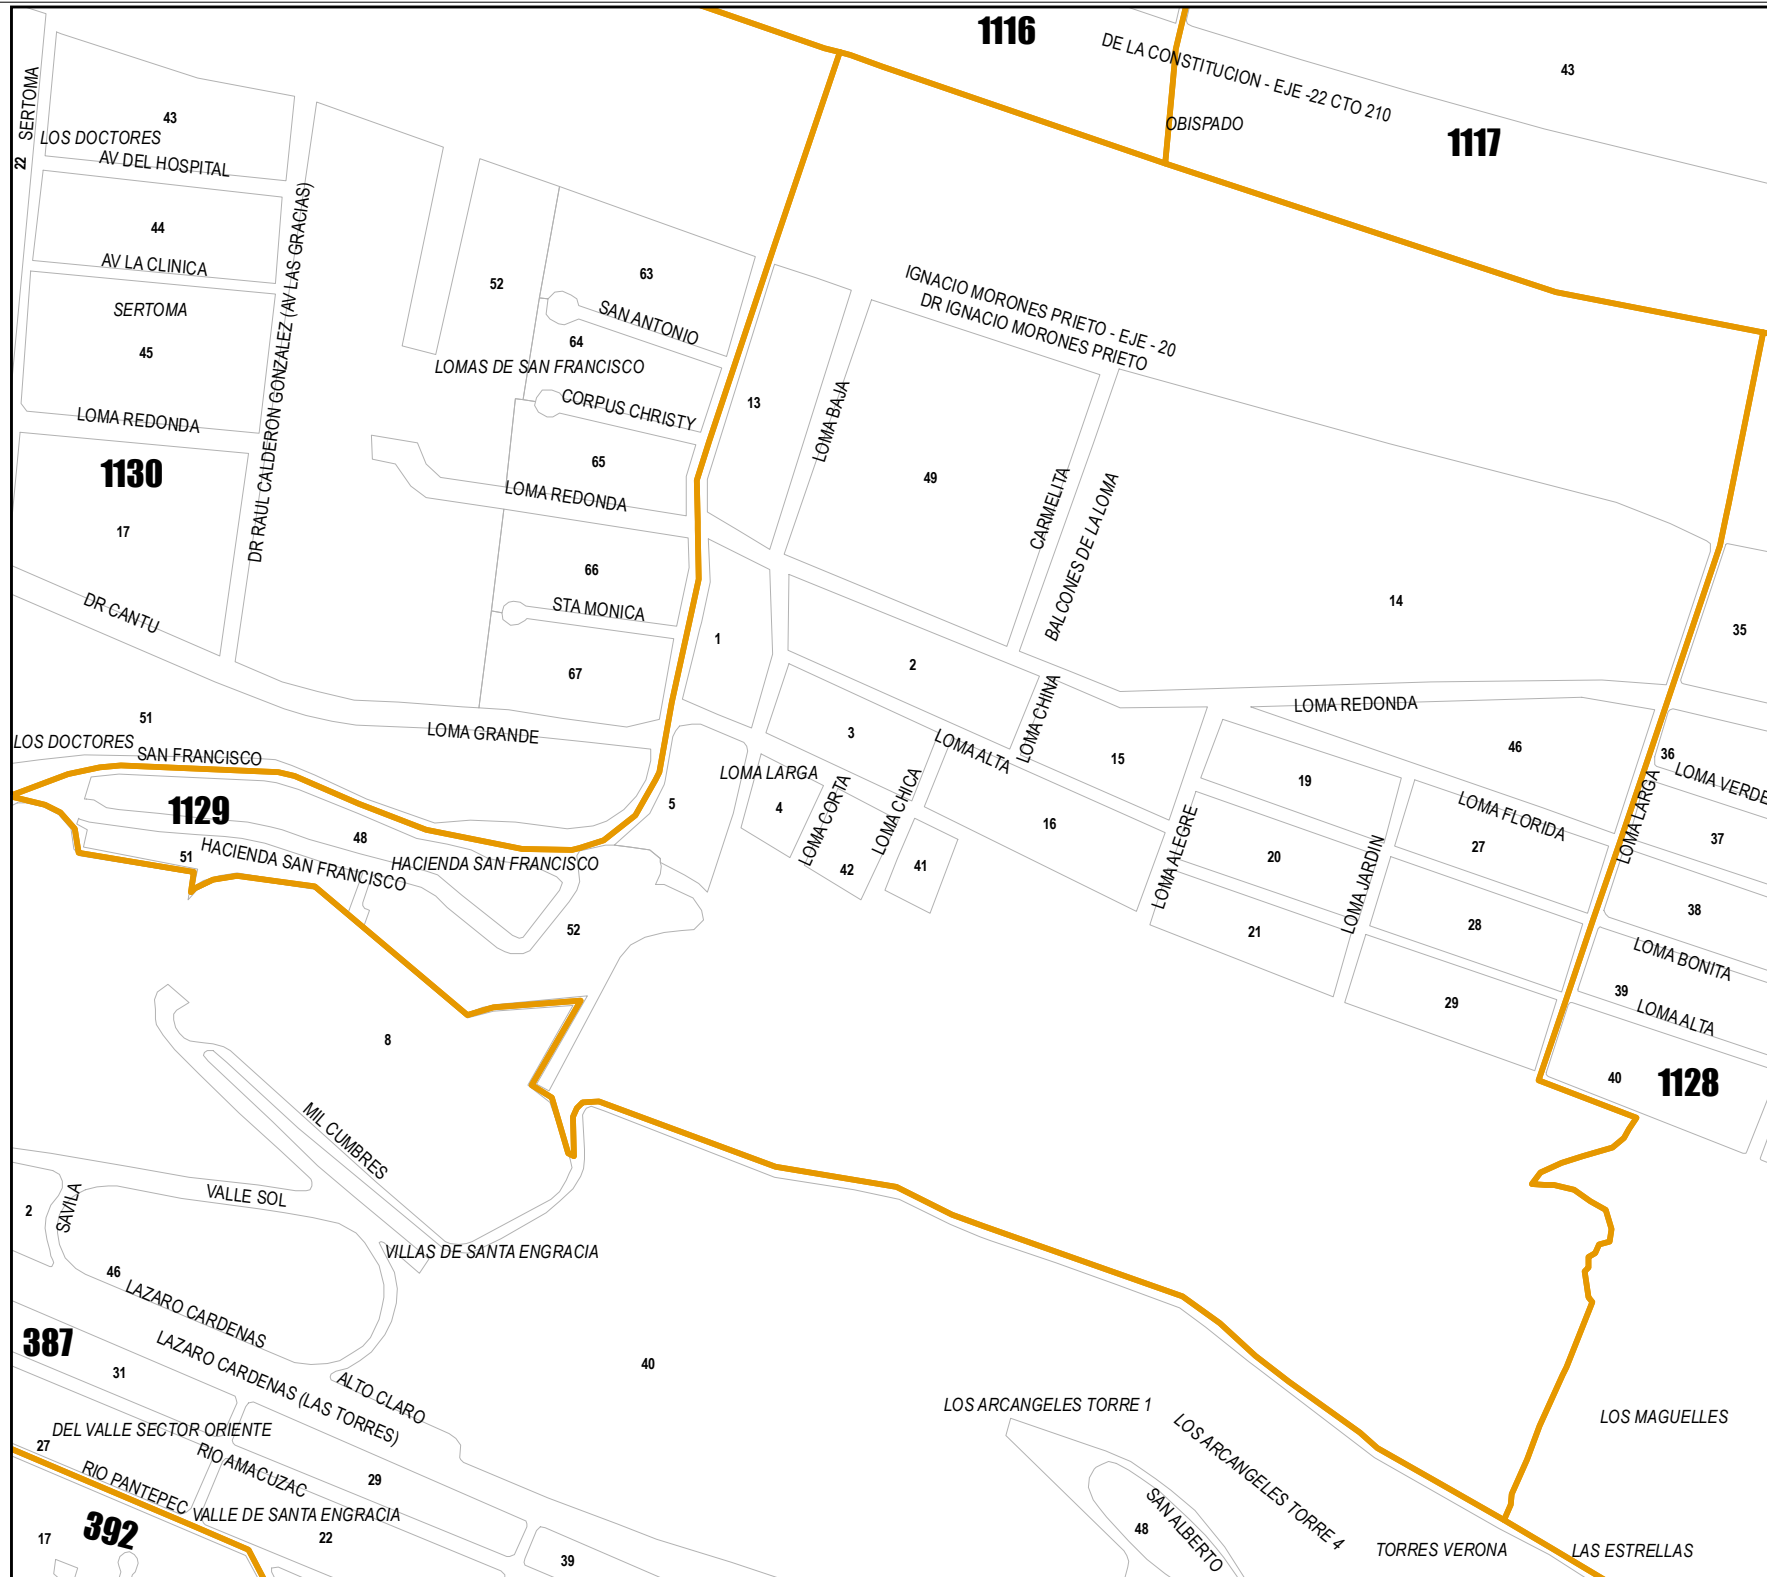 1116
DE LA CONSTITUCION - EJE -22 CTO 210
43
OBISPADO
1117
SERTOMA
22
43
LOS DOCTORES
AV DEL HOSPITAL
44
AV LA CLINICA
SERTOMA
45
LOMA REDONDA
1130
17
DR CANTU
DR RAUL CALDERON GONZALEZ (AV LAS GRACIAS)
52
63
SAN ANTONIO
64
LOMAS DE SAN FRANCISCO
CORPUS CHRISTY
65
LOMA REDONDA
66
STA MONICA
67
13
LOMA BAJA
IGNACIO MORONES PRIETO - EJE - 20
DR IGNACIO MORONES PRIETO
49
CARMELITA
BALCONES DE LA LOMA
14
35
1
2
LOMA CHINA
LOMA REDONDA
51
LOS DOCTORES
SAN FRANCISCO
LOMA GRANDE
3
LOMA ALTA
15
46
36
LOMA VERDE
LOMA LARGA
4
5
LOMA CORTA
LOMA CHICA
42
41
16
19
LOMA FLORIDA
LOMA LARGA
37
LOMA ALEGRE
20
LOMA JARDIN
27
21
28
38
LOMA BONITA
29
39
LOMA ALTA
40
1128
1129
48
51
HACIENDA SAN FRANCISCO
HACIENDA SAN FRANCISCO
52
8
MIL CUMBRES
VALLE SOL
2
SAVILA
VILLAS DE SANTA ENGRACIA
46
LAZARO CARDENAS
387
LAZARO CARDENAS (LAS TORRES)
31
ALTO CLARO
40
DEL VALLE SECTOR ORIENTE
27
RIO AMACUZAC
RIO PANTEPEC
29
VALLE DE SANTA ENGRACIA
392
17
22
39
LOS ARCANGELES TORRE 1
LOS ARCANGELES TORRE 4
SAN ALBERTO
48
TORRES VERONA
LOS MAGUELLES
LAS ESTRELLAS